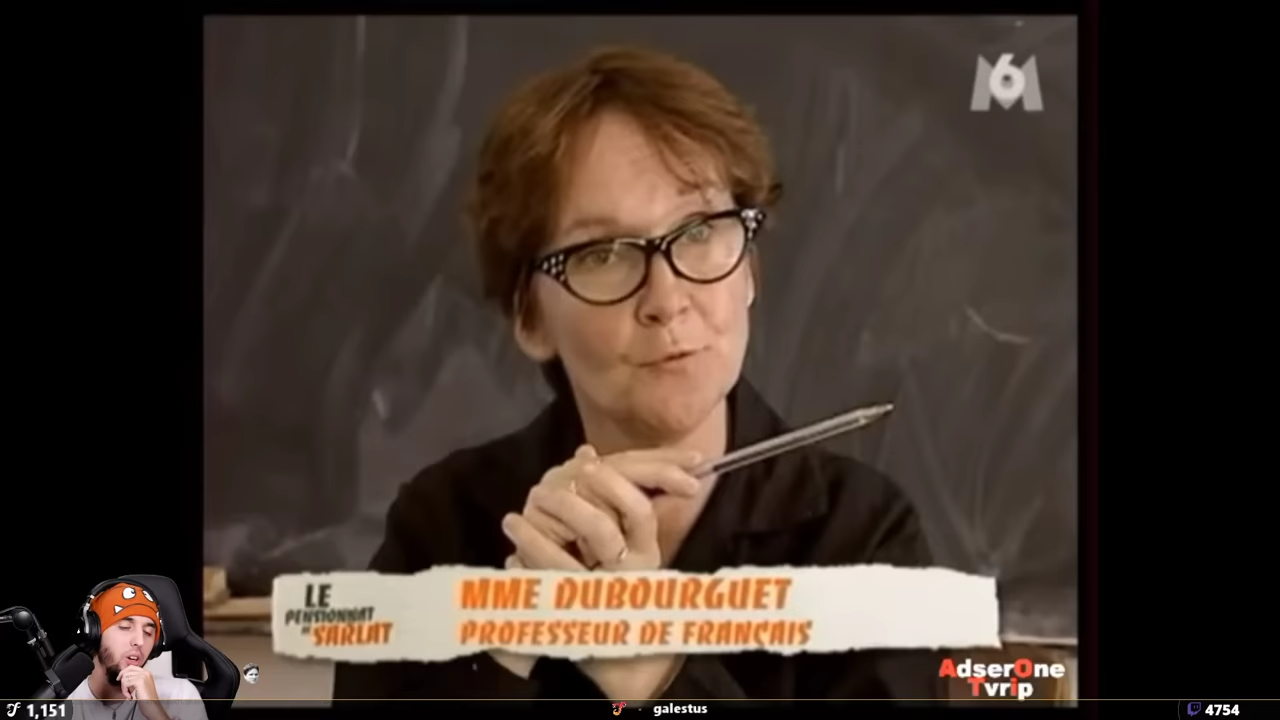 M6
LE
PENSIONNAT
DE SARLAT
MME DUBOURGUET
PROFESSEUR DE FRANÇAIS
AdserOne
Tvrip
1,151
galestus
4754